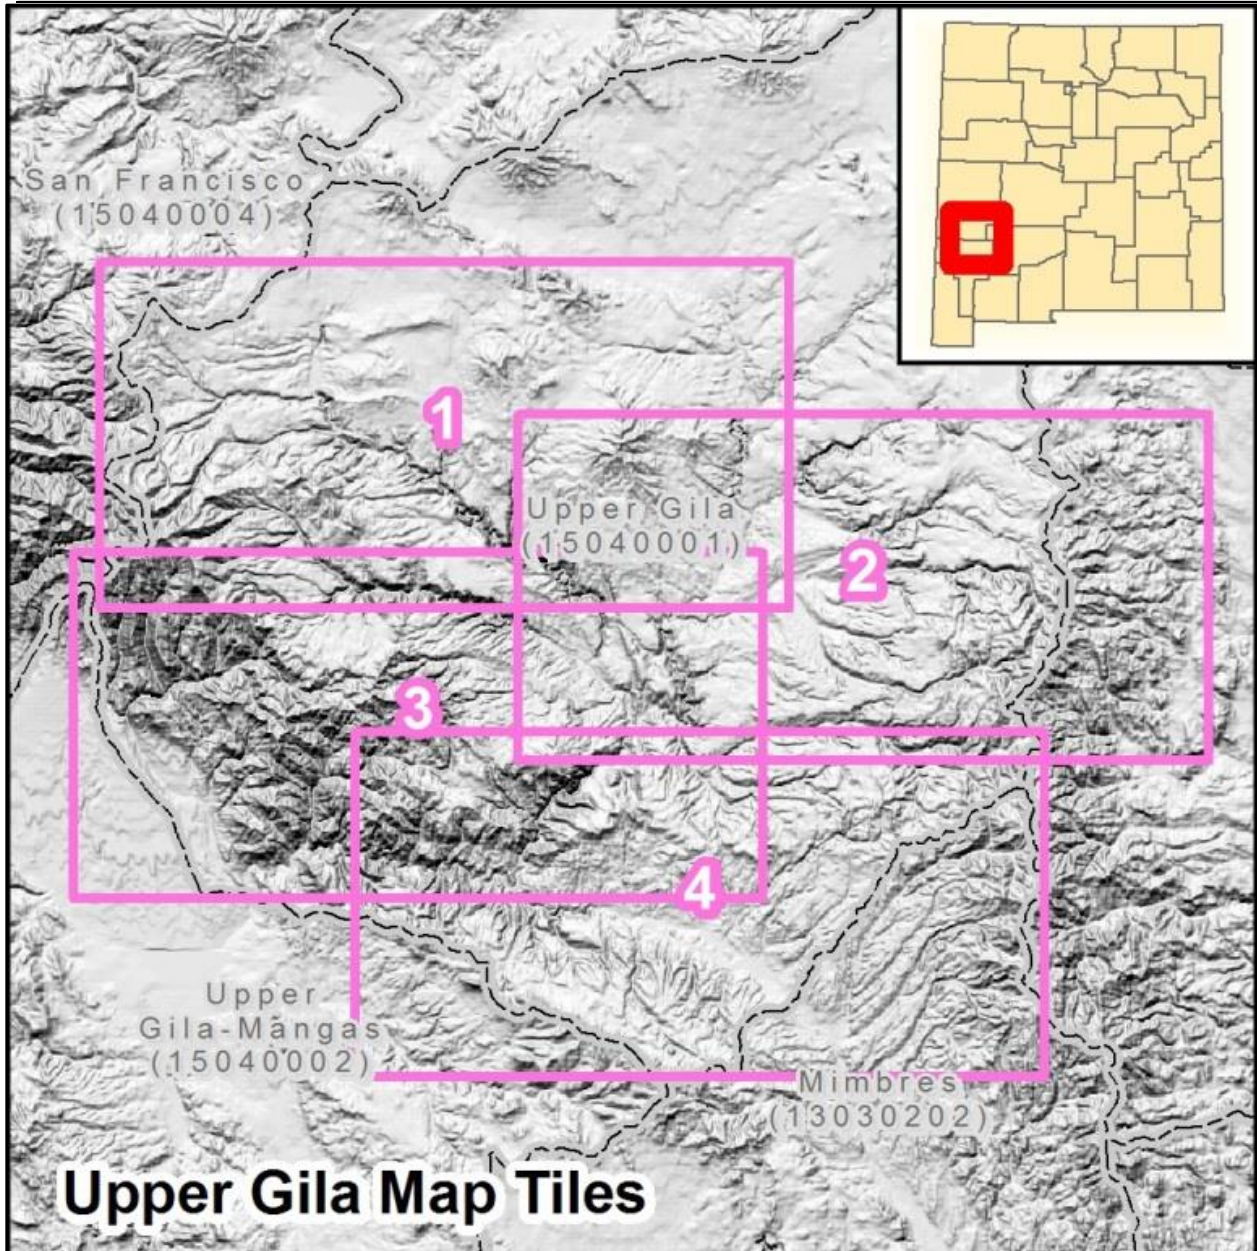 San Francisco
(15040004)
1
Upper Gila
(15040001)
2
3
4
Upper
Gila-Mangas
(15040002)
Mimbres
(13030202)
Upper Gila Map Tiles